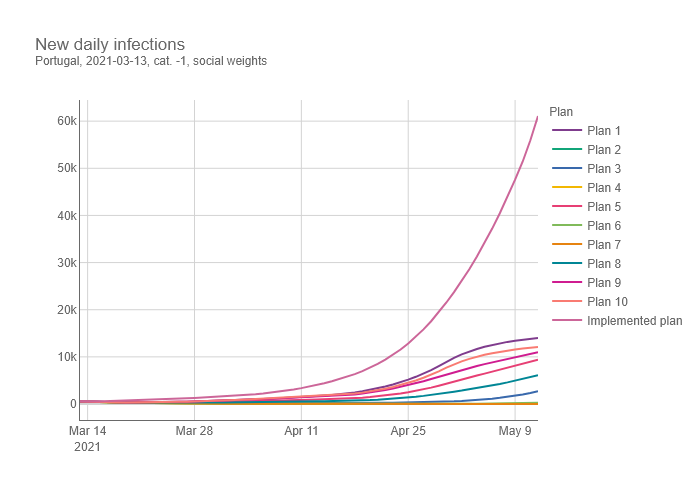 New daily infections
Portugal, 2021-03-13, cat. -1, social weights
Plan
Plan 1
Plan 2
Plan 3
Plan 4
Plan 5
Plan 6
Plan 7
Plan 8
Plan 9
Plan 10
Implemented plan
60k
50k
40k
30k
20k
10k
0
Mar 14 Mar 28 Apr 11 Apr 25 May 9
2021